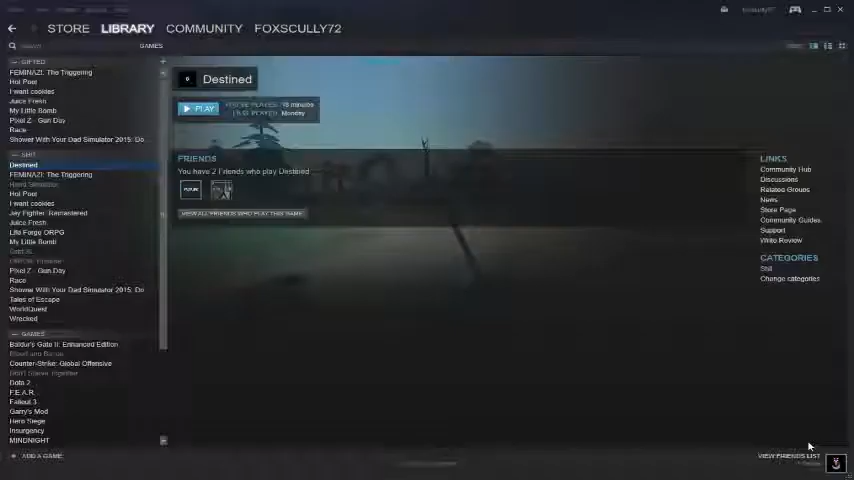 foxscully72
STORE LIBRARY COMMUNITY FOXSCULLY72
GAMES
GIFTED
FEMINAZI: The Triggering
Hot Pool
I want cookies
Juice Fresh
My Little Bomb
Pixel Z - Gun Day
Race
Shower With Your Dad Simulator 2015: Do
Destined
FEMINAZI: The Triggering
Hot Pool
I want cookies
Jay Fighter: Remastered
Juice Fresh
Life Forge ORPG
My Little Bomb
Pixel Z - Gun Day
Race
Shower With Your Dad Simulator 2015: Do
Tales of Escape
WorldQuest
Wrecked
GAMES
Baldur's Gate II: Enhanced Edition
Counter-Strike: Global Offensive
Don't Starve Together
Dota 2
F.E.A.R.
Fallout 3
Garry's Mod
Hero Siege
Insurgency
MINDNIGHT
ADD A GAME
Destined
PLAY
YOU'VE PLAYED: 18 minutes
LAST PLAYED: Monday
FRIENDS
You have 2 Friends who play Destined
VIEW ALL FRIENDS WHO PLAY THIS GAME
LINKS
Community Hub
Discussions
Related Groups
News
Store Page
Community Guides
Support
Write Review
CATEGORIES
Change categories
VIEW FRIENDS LIST